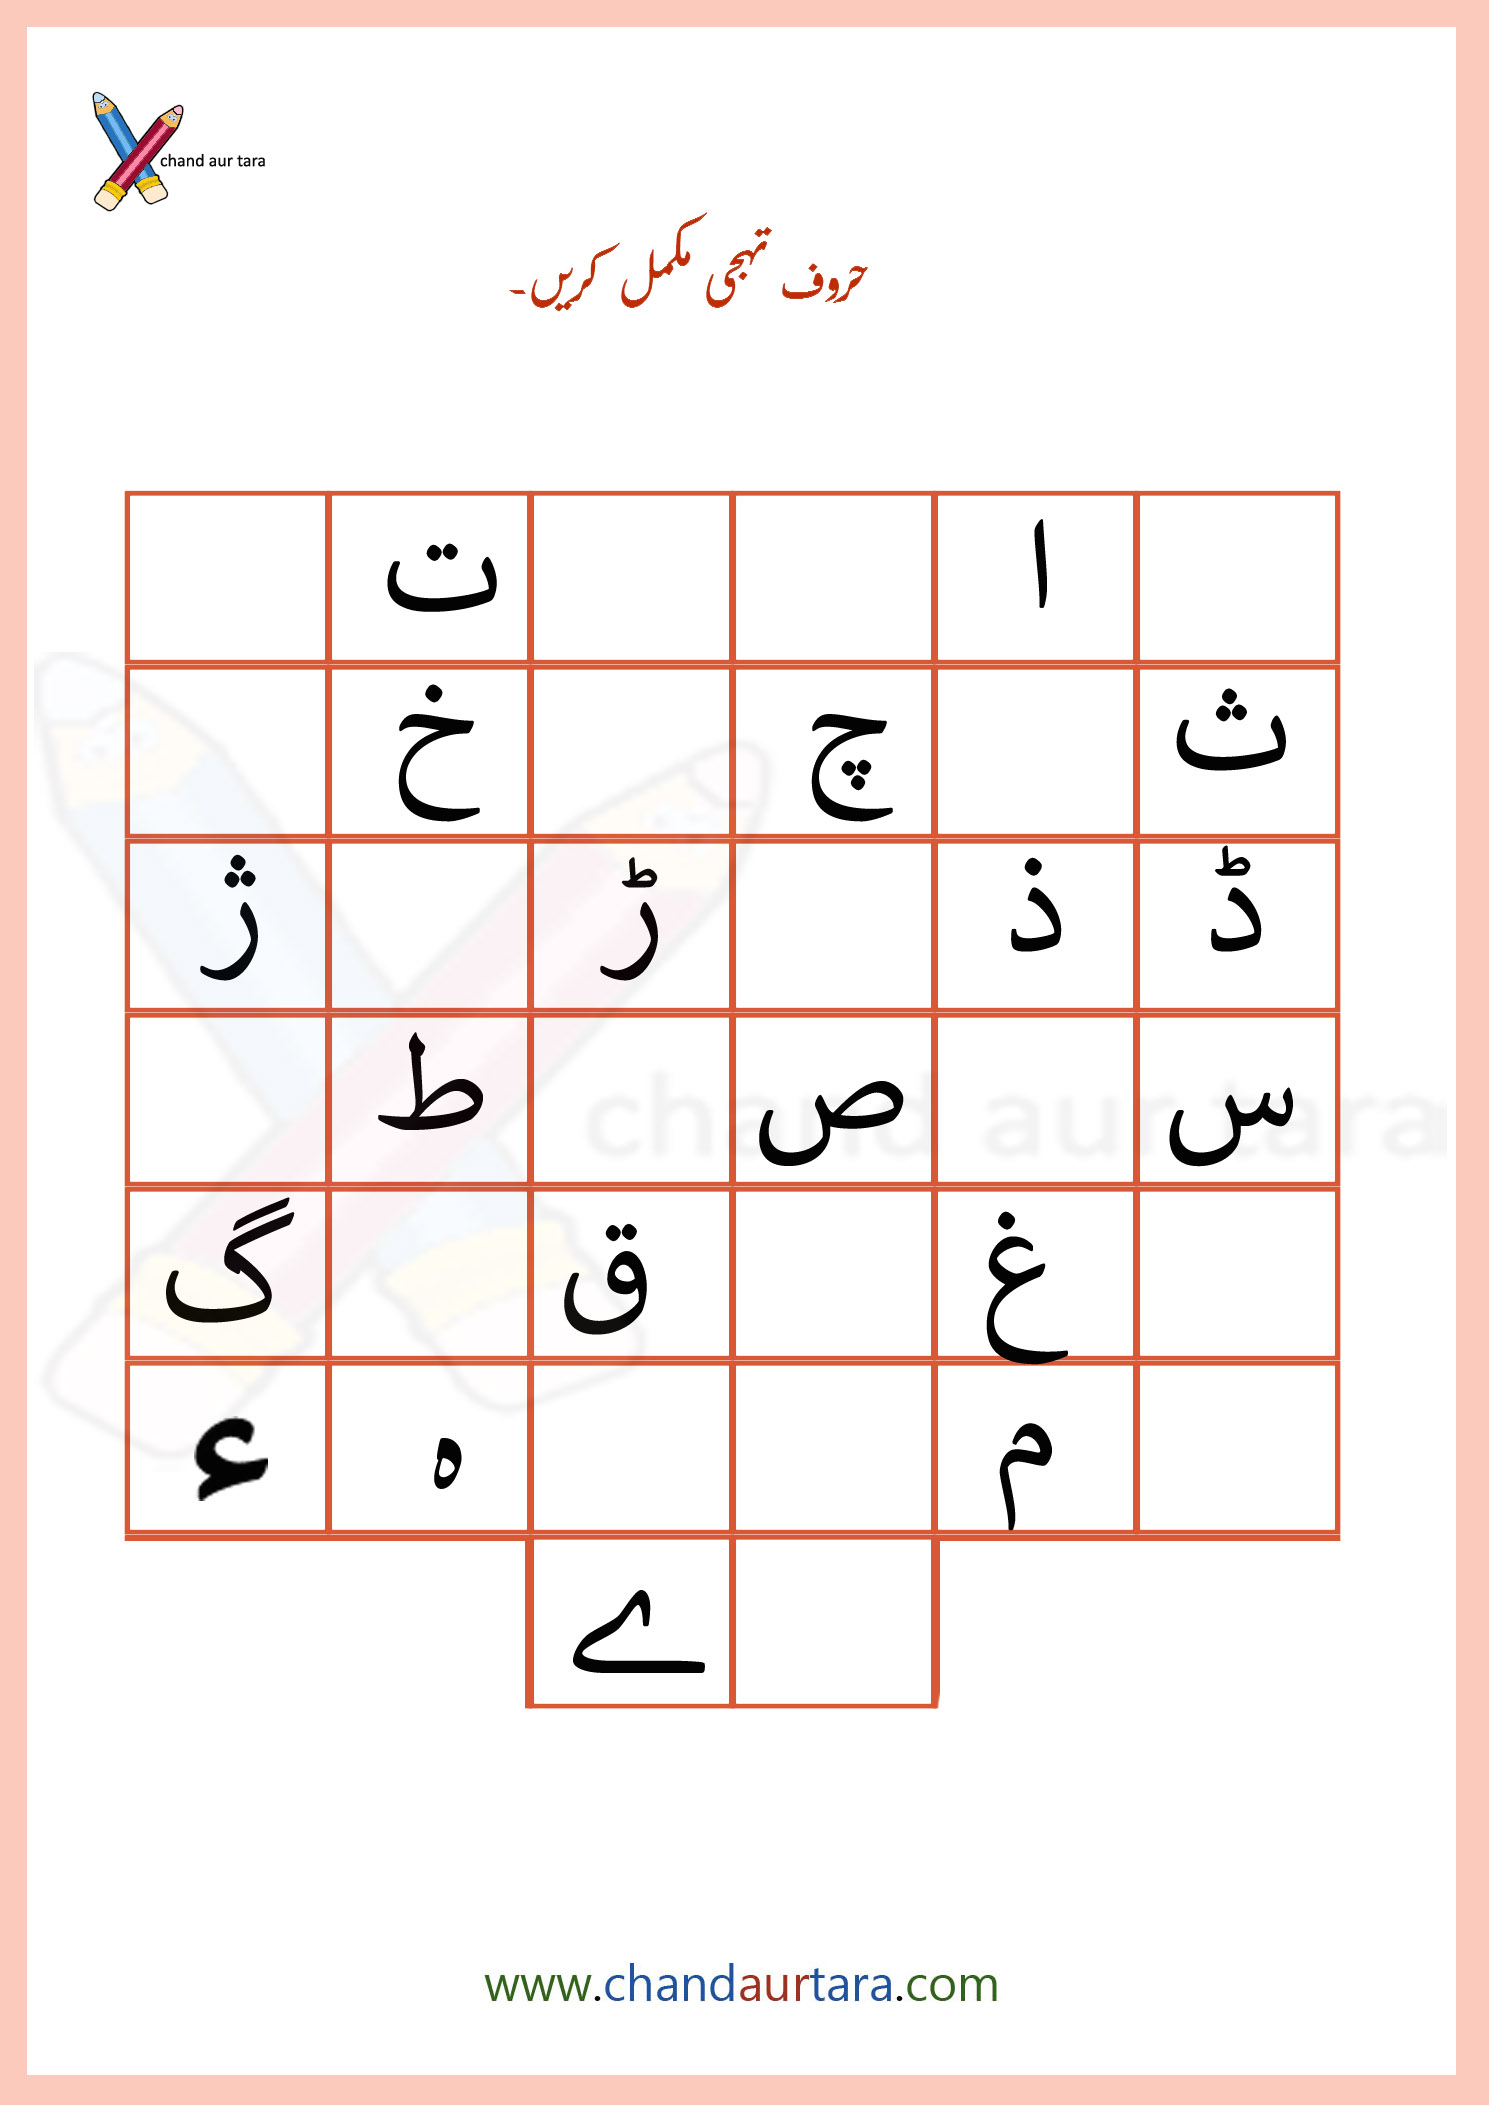 chand aur tara
حروف تہجی مکمل کریں۔
ا ت
ث چ خ
ڈ ذ ڑ ژ
س ص ط
غ ق گ
م ہ ء
ے
chand aur tara
www.chandaurtara.com